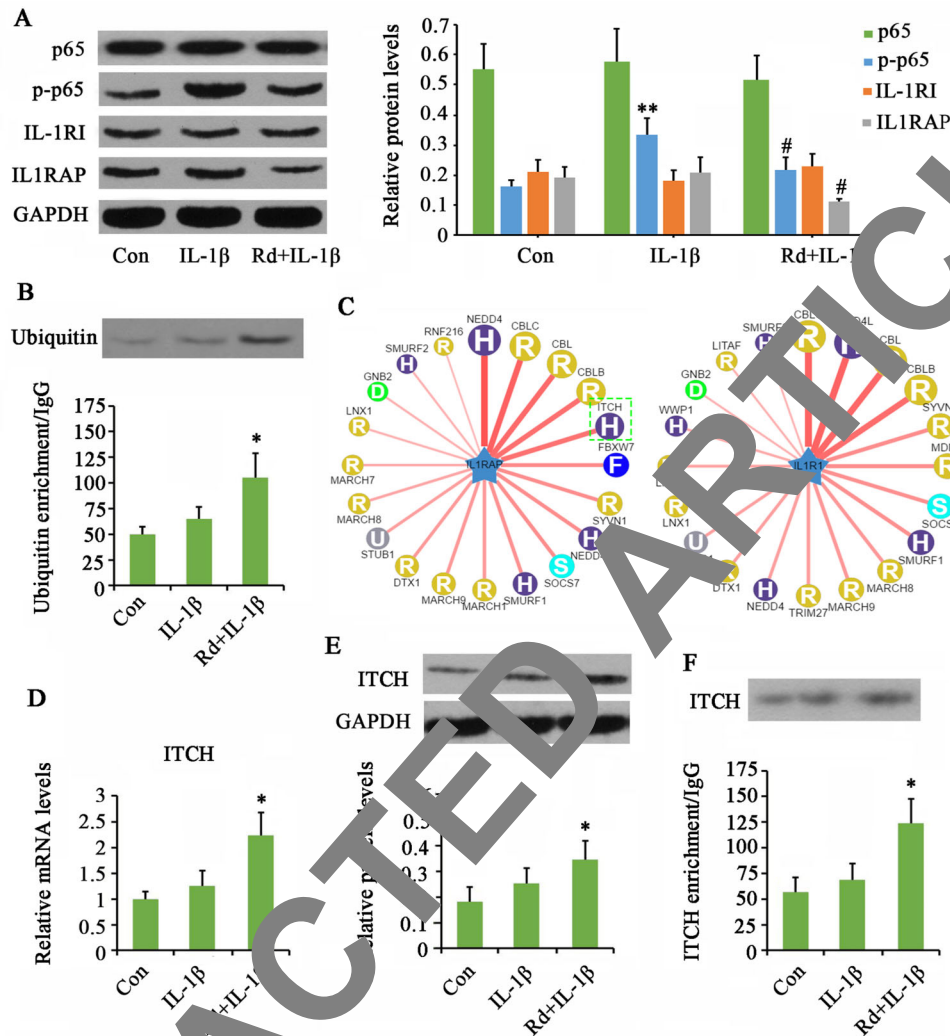 A
p65
p-p65
IL-1RI
IL1RAP
GAPDH
Con IL-1β Rd+IL-1β
Relative protein levels
0.7
0.6
0.5
0.4
0.3
0.2
0.1
0
**
#
#
Con IL-1β
p65
p-p65
IL-1RI
IL1RAP
B
Ubiquitin
Ubiquitin enrichment/IgG
175
150
125
100
75
50
25
0
*
Con IL-1β Rd+IL-1β
C
NEDD4
CBLC
CBL
CBLB
ITCH
FBXW7
SYVN1
SOCS7
SMURF1
MARCH1
MARCH9
DTX1
STUB1
MARCH8
MARCH7
LNX1
GNB2
SMURF2
RNF216
IL1RAP
H
R
R
R
H
F
R
H
S
H
R
R
R
U
R
R
R
D
H
R
CBL
CBLB
SMURF1
MARCH8
MARCH9
TRIM27
NEDD4
DTX1
LNX1
WWP1
GNB2
LITAF
IL1R1
D
ITCH
GAPDH
E
D
ITCH
Relative mRNA levels
3
2.5
2
1.5
1
0.5
0
*
Con IL-1β
0.4
0.3
0.2
0.1
0
*
Con IL-1β Rd+IL-1β
F
ITCH
ITCH enrichment/IgG
175
150
125
100
75
50
25
0
*
Con IL-1β Rd+IL-1β
ACTED ARTIC